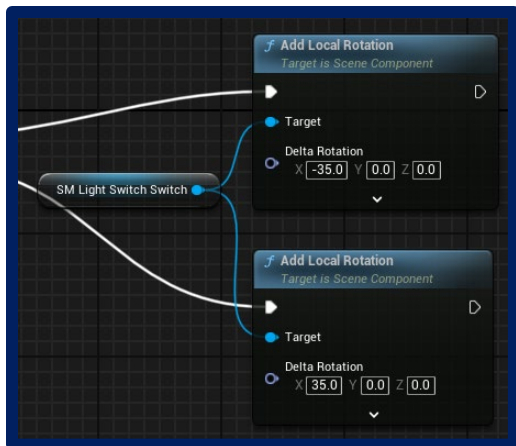 Add Local Rotation
Target is Scene Component
Target
Delta Rotation
X -35.0 Y 0.0 Z 0.0
SM Light Switch Switch
Add Local Rotation
Target is Scene Component
Target
Delta Rotation
X 35.0 Y 0.0 Z 0.0